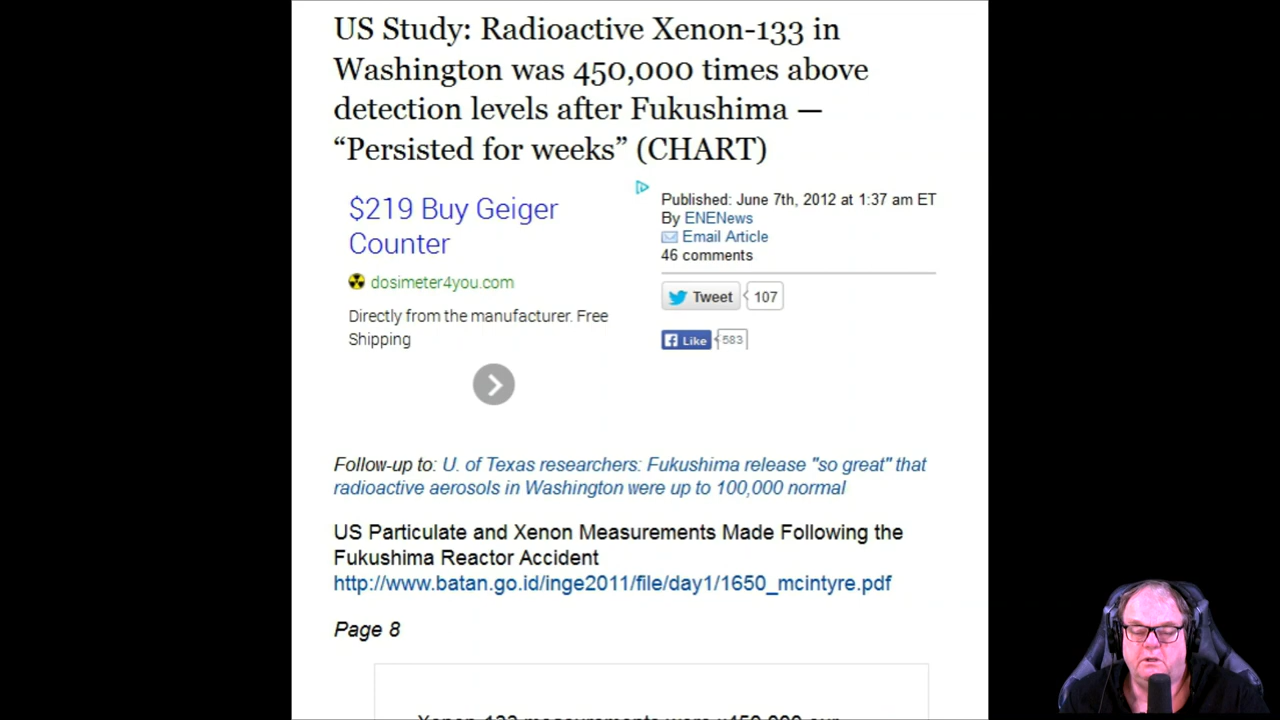 US Study: Radioactive Xenon-133 in
Washington was 450,000 times above
detection levels after Fukushima —
“Persisted for weeks” (CHART)
$219 Buy Geiger
Counter
dosimeter4you.com
Directly from the manufacturer. Free
Shipping
Published: June 7th, 2012 at 1:37 am ET
By ENENews
Email Article
46 comments
Tweet 107
Like 583
Follow-up to: U. of Texas researchers: Fukushima release "so great" that
radioactive aerosols in Washington were up to 100,000 normal
US Particulate and Xenon Measurements Made Following the
Fukushima Reactor Accident
http://www.batan.go.id/inge2011/file/day1/1650_mcintyre.pdf
Page 8
Xenon-133 measurements were x450,000 our